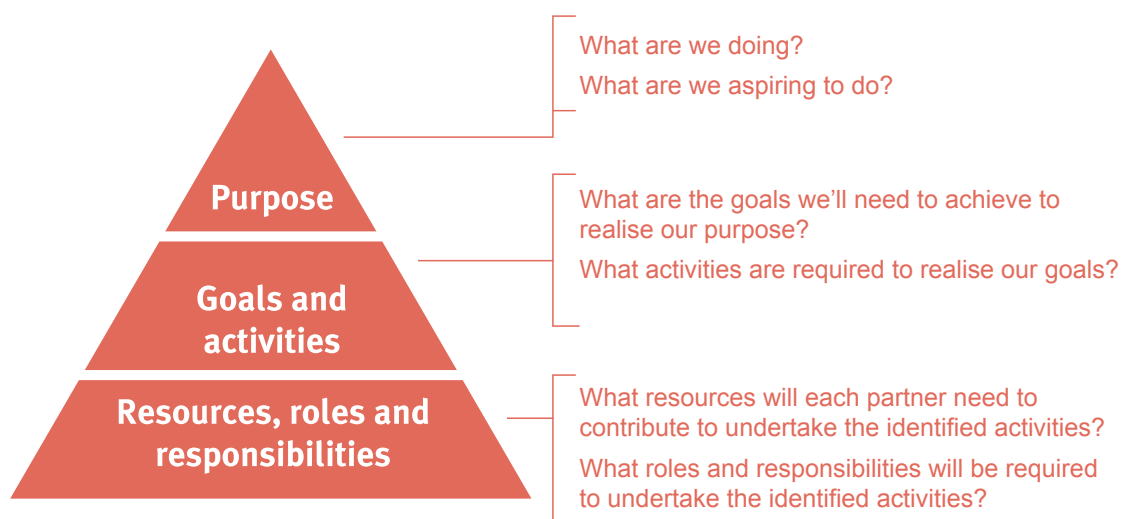 Purpose
What are we doing?
What are we aspiring to do?
Goals and
activities
What are the goals we’ll need to achieve to
realise our purpose?
What activities are required to realise our goals?
Resources, roles and
responsibilities
What resources will each partner need to
contribute to undertake the identified activities?
What roles and responsibilities will be required
to undertake the identified activities?